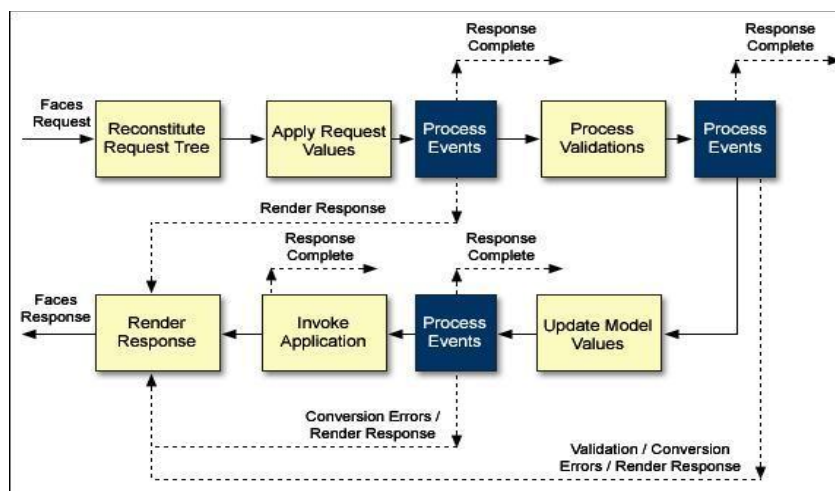 Response
Complete
Response
Complete
Faces
Request
Reconstitute
Request Tree
Apply Request
Values
Process
Events
Process
Validations
Process
Events
Render Response
Response
Complete
Response
Complete
Faces
Response
Render
Response
Invoke
Application
Process
Events
Update Model
Values
Conversion Errors /
Render Response
Validation / Conversion
Errors / Render Response